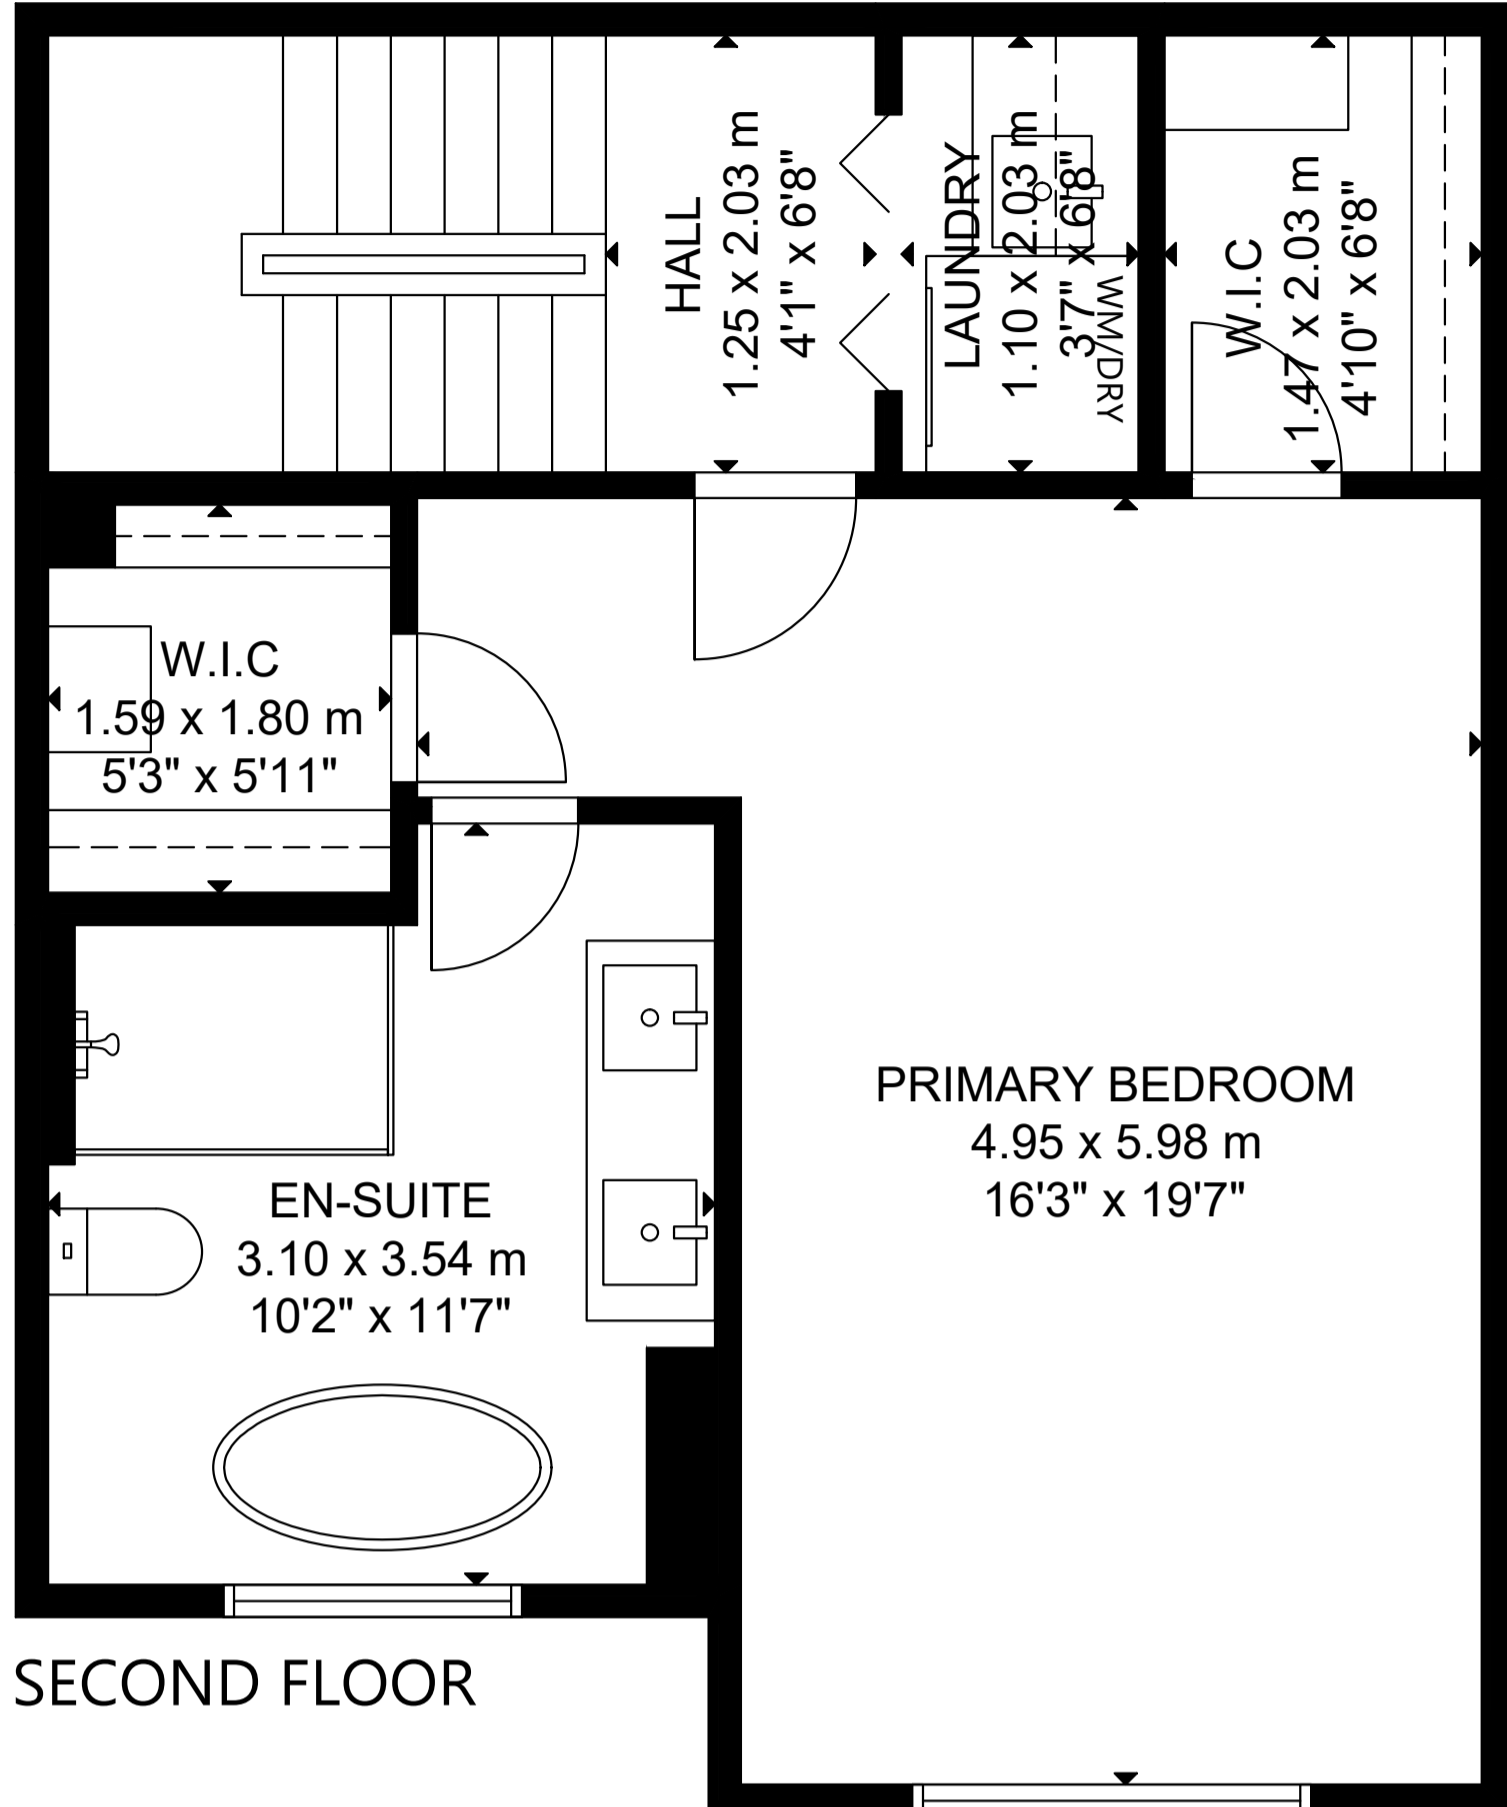 HALL
1.25 x 2.03 m
4'1" x 6'8"
LAUNDRY
1.10 x 2.03 m
3'7" x 6'8"
WM/DRY
W.I.C
1.47 x 2.03 m
4'10" x 6'8"
W.I.C
1.59 x 1.80 m
5'3" x 5'11"
PRIMARY BEDROOM
4.95 x 5.98 m
16'3" x 19'7"
EN-SUITE
3.10 x 3.54 m
10'2" x 11'7"
SECOND FLOOR